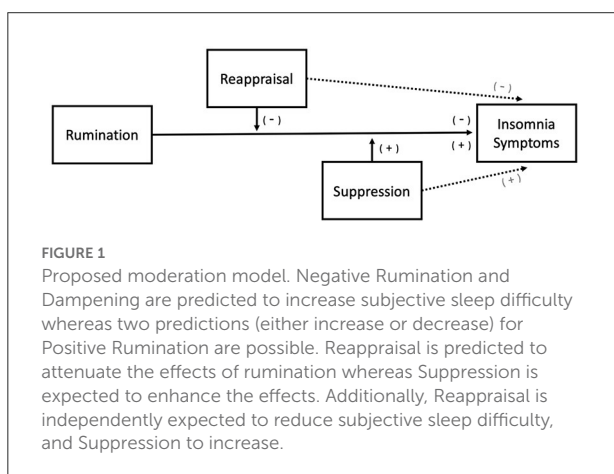 Reappraisal
(-)
(-)
Rumination
(-)
(+)
Insomnia
Symptoms
(+)
Suppression
(+)
FIGURE 1
Proposed moderation model. Negative Rumination and
Dampening are predicted to increase subjective sleep difficulty
whereas two predictions (either increase or decrease) for
Positive Rumination are possible. Reappraisal is predicted to
attenuate the effects of rumination whereas Suppression is
expected to enhance the effects. Additionally, Reappraisal is
independently expected to reduce subjective sleep difficulty,
and Suppression to increase.